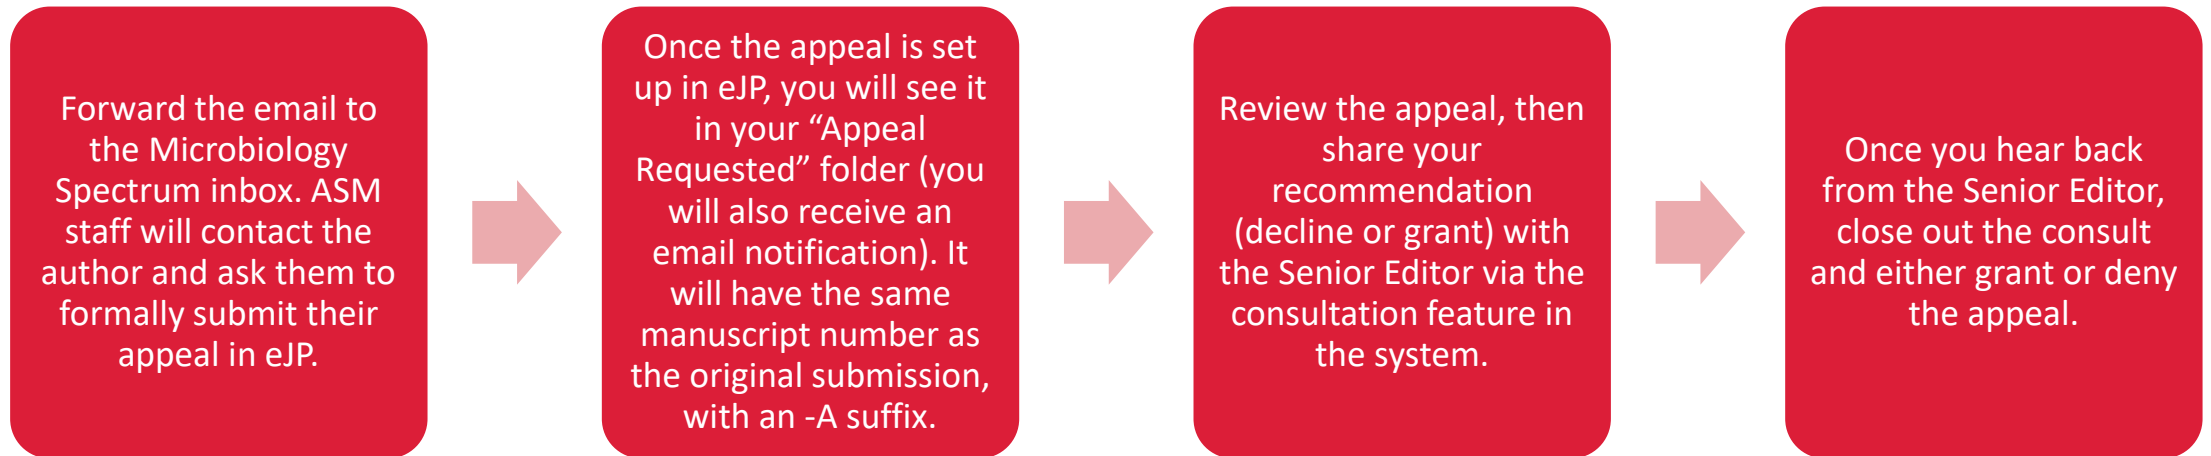 Forward the email to
the Microbiology
Spectrum inbox. ASM
staff will contact the
author and ask them to
formally submit their
appeal in eJP.
Once the appeal is set
up in eJP, you will see it
in your “Appeal
Requested” folder (you
will also receive an
email notification). It
will have the same
manuscript number as
the original submission,
with an -A suffix.
Review the appeal, then
share your
recommendation
(decline or grant) with
the Senior Editor via the
consultation feature in
the system.
Once you hear back
from the Senior Editor,
close out the consult
and either grant or deny
the appeal.